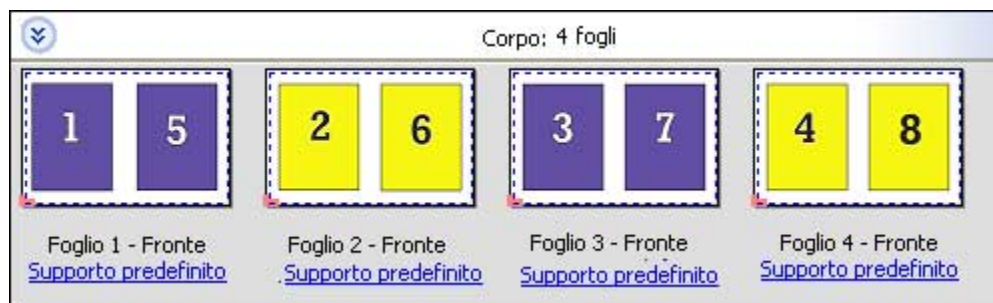 Corpo: 4 fogli
1 5 2 6 3 7 4 8
Foglio 1 - Fronte Foglio 2 - Fronte Foglio 3 - Fronte Foglio 4 - Fronte
Supporto predefinito Supporto predefinito Supporto predefinito Supporto predefinito